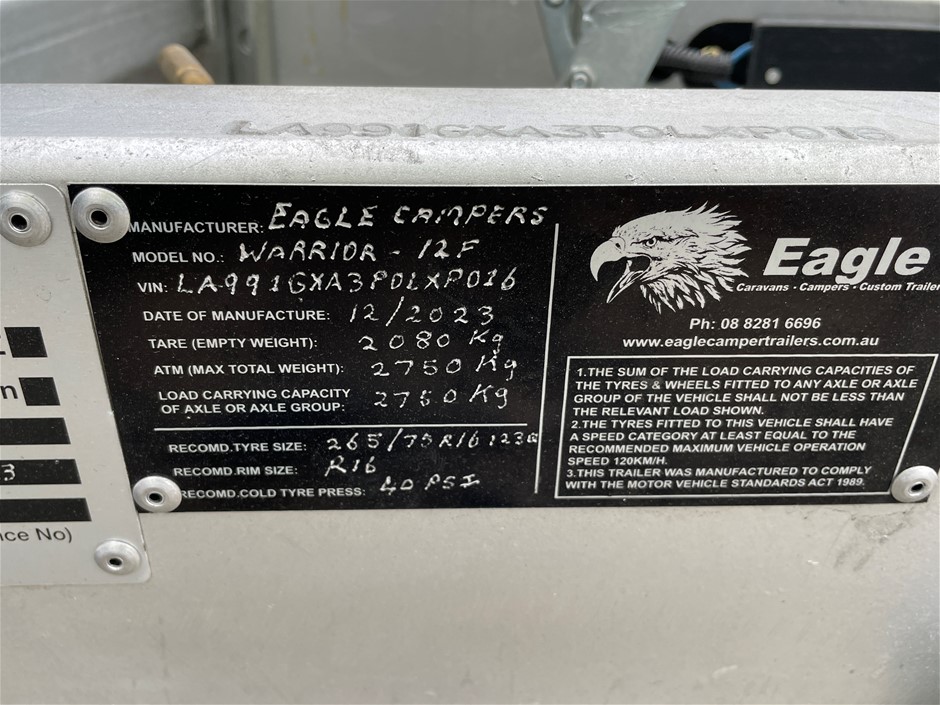 LA991GXA3P0LXP016
MANUFACTURER: EAGLE CAMPERS
MODEL NO.: WARRIOR - 12F
VIN: LA991GXA3P0LXP016
DATE OF MANUFACTURE: 12/2023
TARE (EMPTY WEIGHT): 2080 Kg
ATM (MAX TOTAL WEIGHT): 2750 Kg
LOAD CARRYING CAPACITY
OF AXLE OR AXLE GROUP: 2750 Kg
RECOMD.TYRE SIZE: 265/75R16 123Q
RECOMD.RIM SIZE: R16
RECOMD.COLD TYRE PRESS: 40 PSI
Eagle
Caravans • Campers • Custom Trailer
Ph: 08 8281 6696
www.eaglecampertrailers.com.au
1.THE SUM OF THE LOAD CARRYING CAPACITIES OF
THE TYRES & WHEELS FITTED TO ANY AXLE OR AXLE
GROUP OF THE VEHICLE SHALL NOT BE LESS THAN
THE RELEVANT LOAD SHOWN.
2.THE TYRES FITTED TO THIS VEHICLE SHALL HAVE
A SPEED CATEGORY AT LEAST EQUAL TO THE
RECOMMENDED MAXIMUM VEHICLE OPERATION
SPEED 120KM/H.
3.THIS TRAILER WAS MANUFACTURED TO COMPLY
WITH THE MOTOR VEHICLE STANDARDS ACT 1989.
n
3
No)